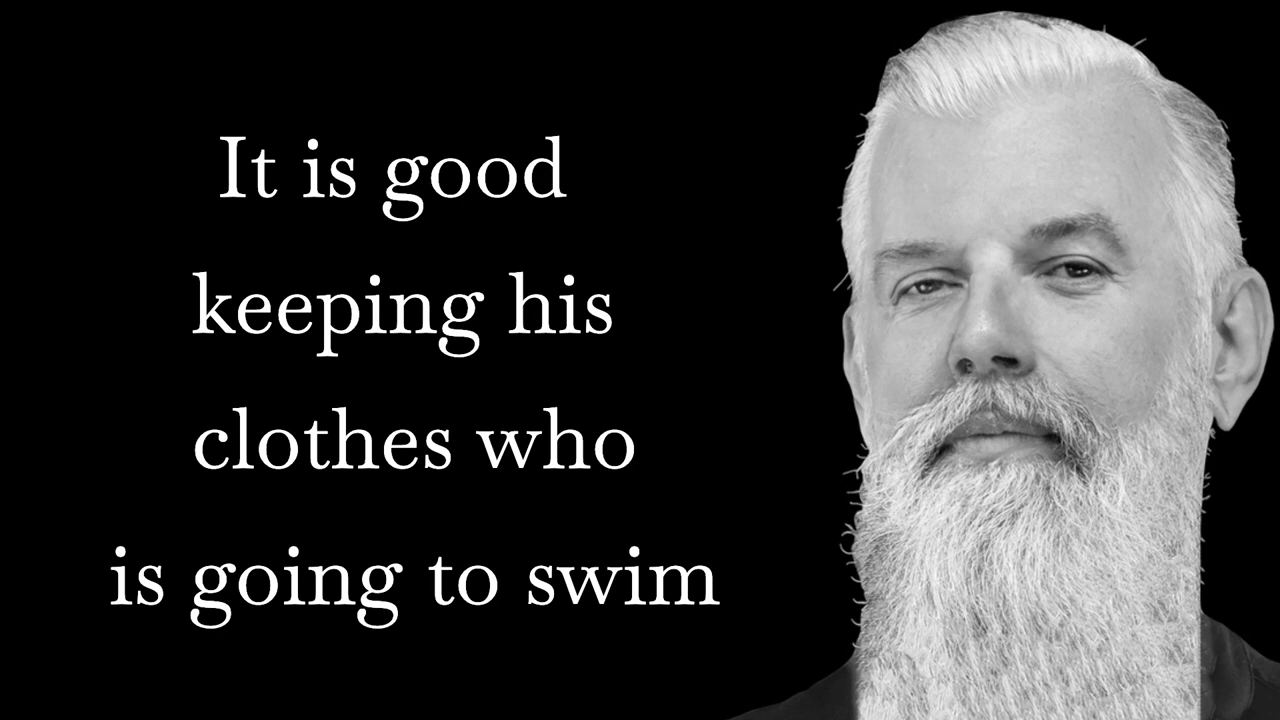 It is good
keeping his
clothes who
is going to swim